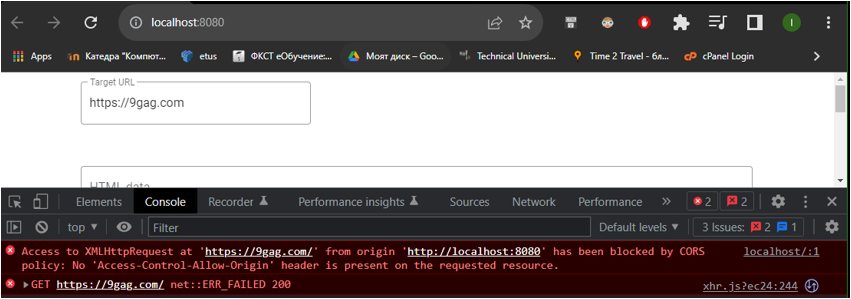 localhost:8080
I
Apps
Катедра "Компют...
etus
ФКСТ еОбучение:...
Моят диск – Goo...
Technical Universi...
Time 2 Travel - бл...
cPanel Login
Target URL
https://9gag.com
HTML data
Elements Console Recorder Performance insights Sources Network Performance » 2 2
top Filter Default levels 3 Issues: 2 1
Access to XMLHttpRequest at 'https://9gag.com/' from origin 'http://localhost:8080' has been blocked by CORS localhost/:1
policy: No 'Access-Control-Allow-Origin' header is present on the requested resource.
GET https://9gag.com/ net::ERR_FAILED 200 xhr.js?ec24:244